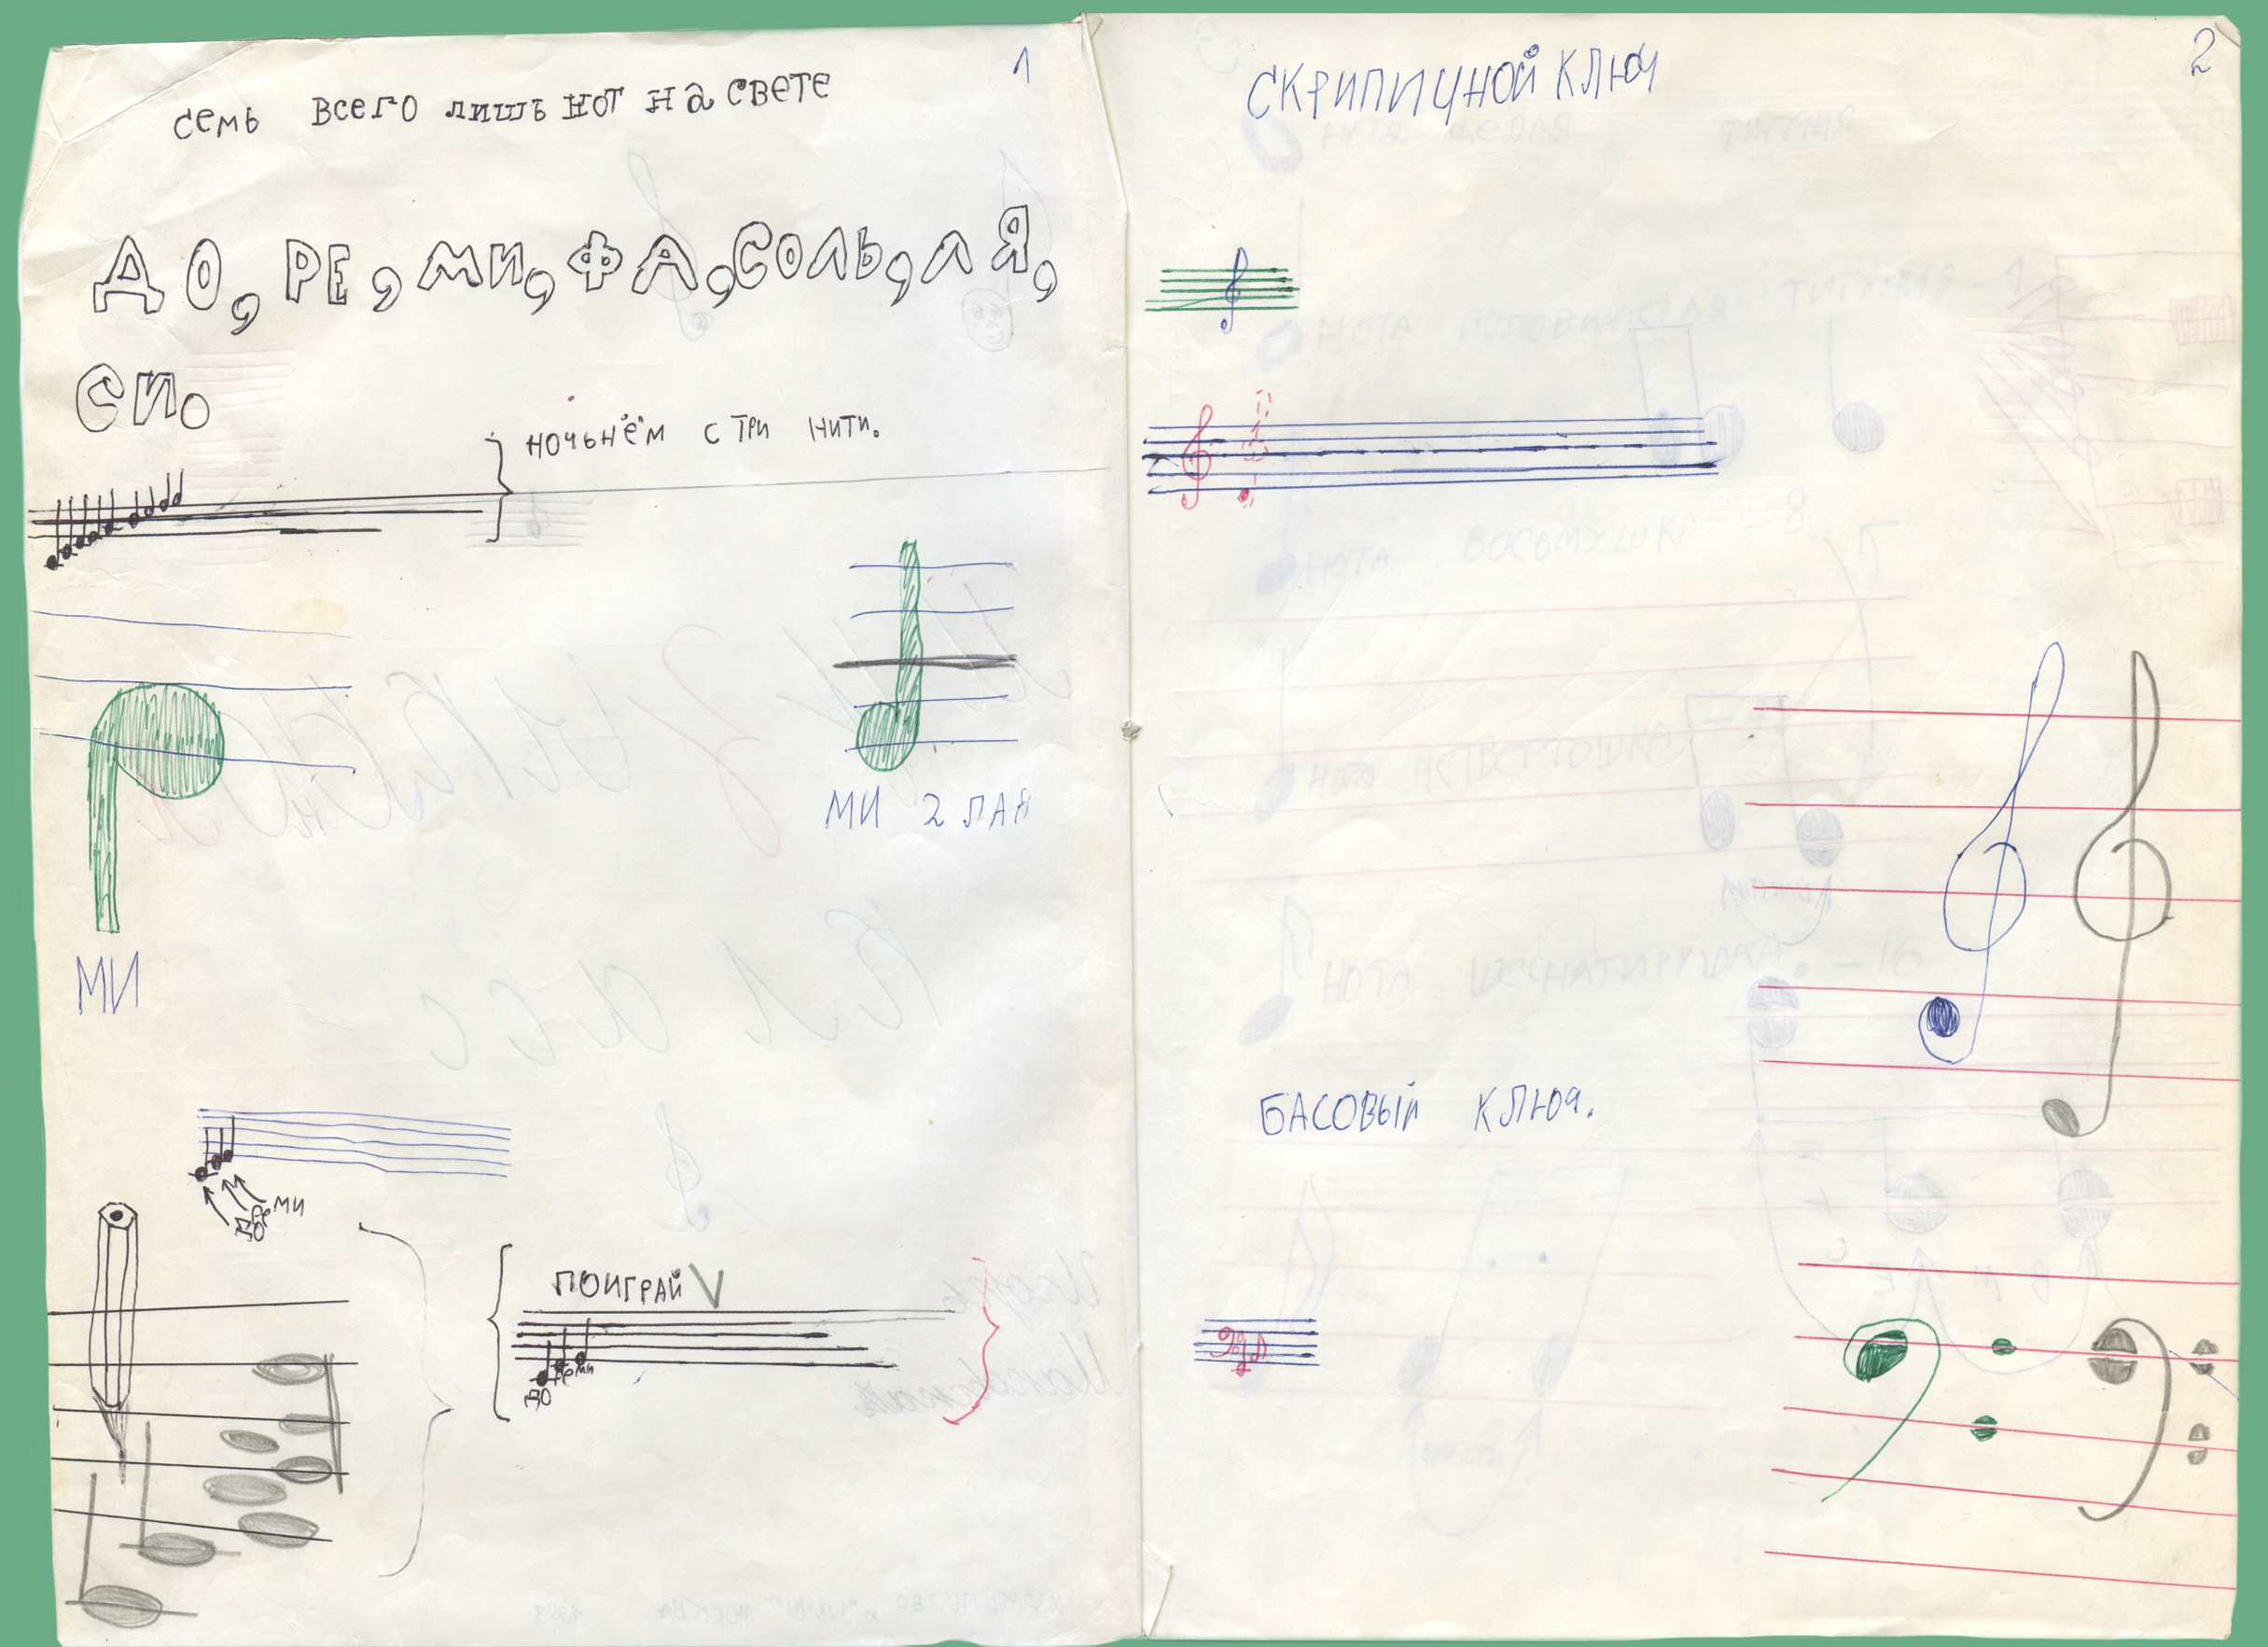 1
семь всего лишь нот на свете
ДО, РЕ, МИ, ФА, СОЛЬ, ЛЯ,
СИ.
НОЧЬНЁМ С ТРИ НИТИ.
МИ 2 ЛАЯ
МИ
ДО Ре МИ
ПОИГРАЙ V
ДО Ре МИ
2
СКРИПИЧНОЙ КЛЮЧ
БАСОВЫЙ КЛЮЧ.